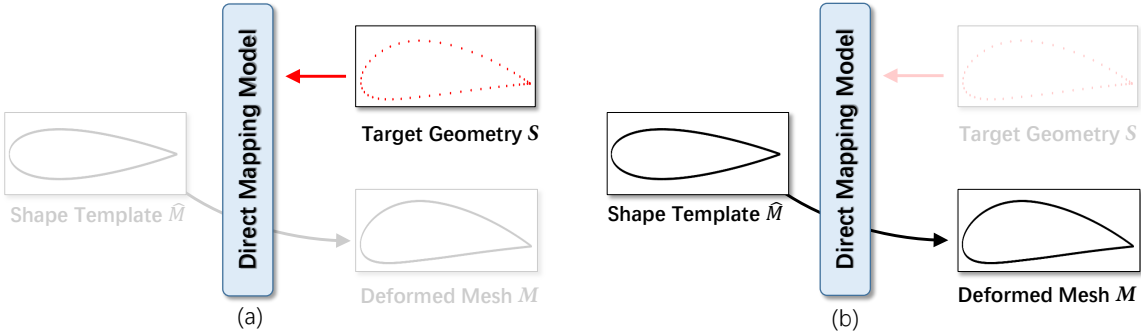 Direct Mapping Model
Target Geometry S
Shape Template M̂
Deformed Mesh M
(a)
Direct Mapping Model
Target Geometry S
Shape Template M̂
Deformed Mesh M
(b)